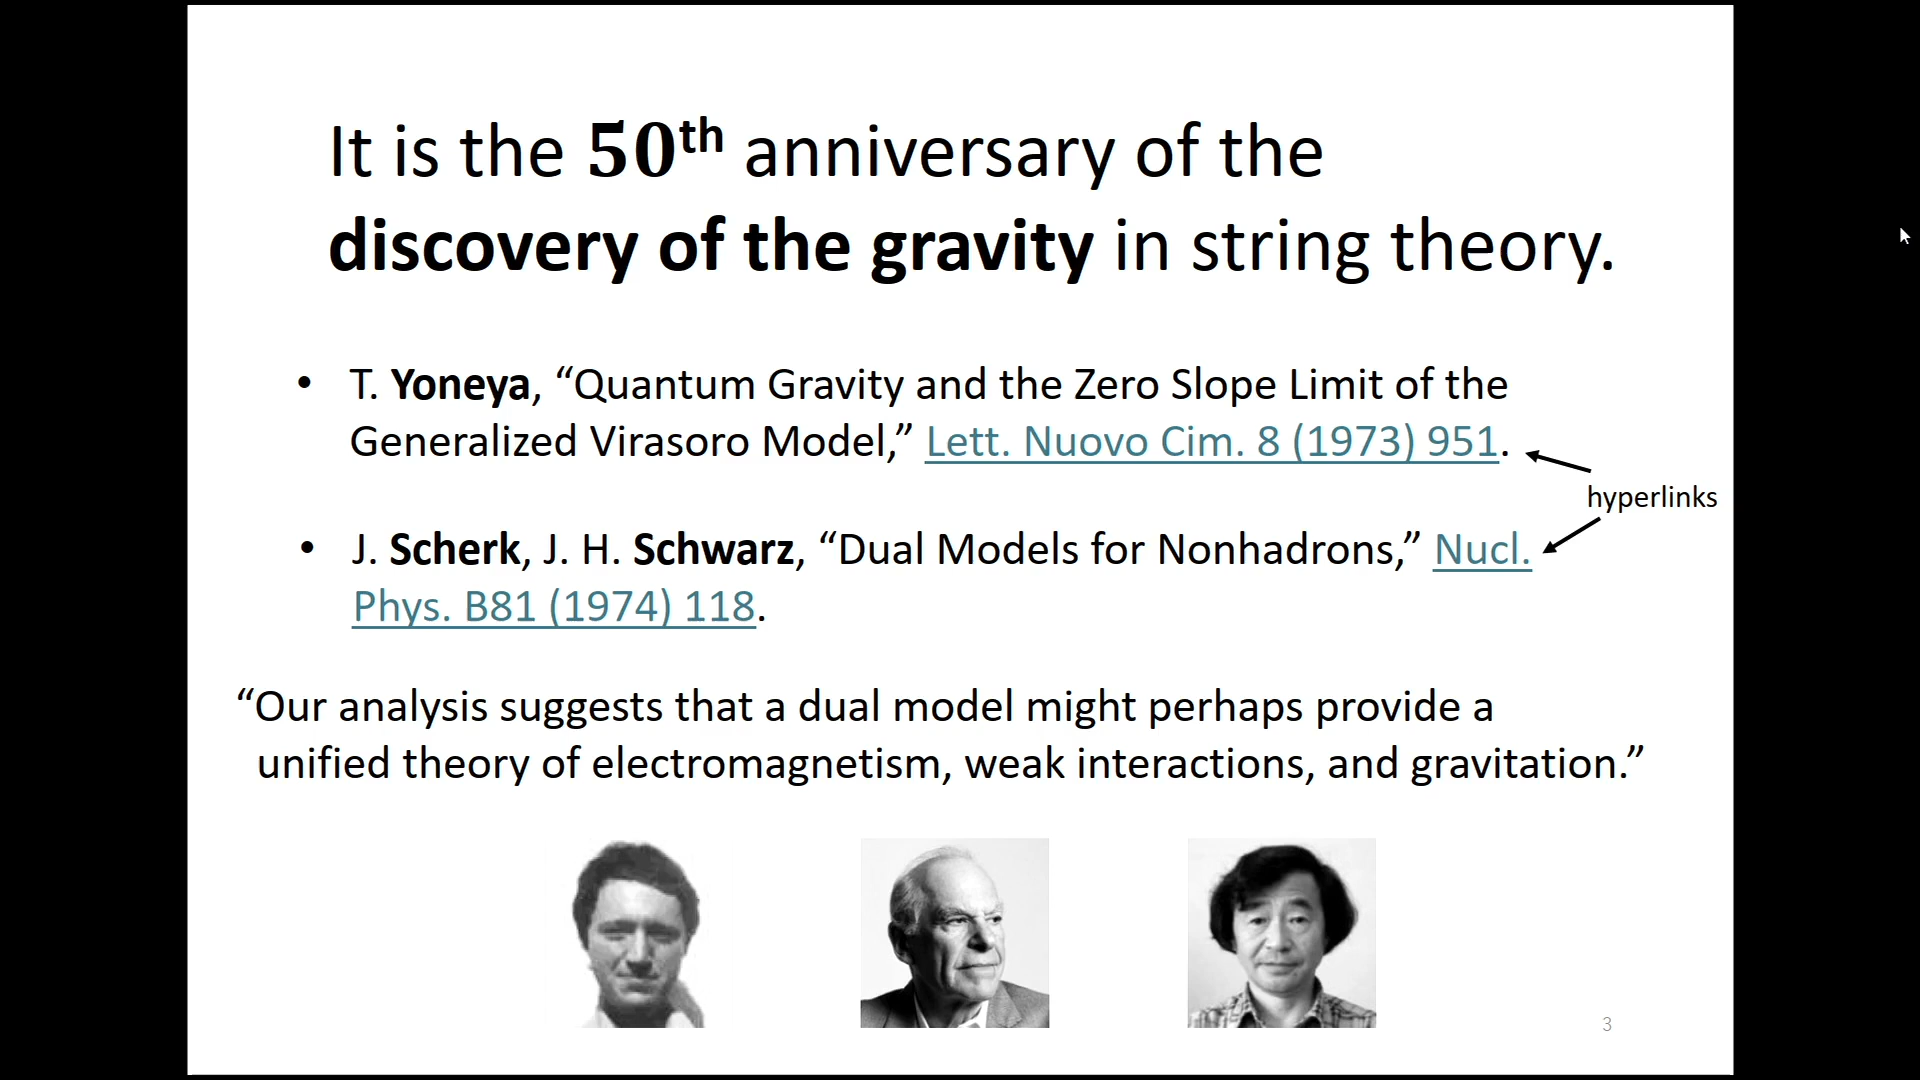 It is the 50th anniversary of the
discovery of the gravity in string theory.
• T. Yoneya, “Quantum Gravity and the Zero Slope Limit of the
Generalized Virasoro Model,” Lett. Nuovo Cim. 8 (1973) 951.
hyperlinks
• J. Scherk, J. H. Schwarz, “Dual Models for Nonhadrons,” Nucl.
Phys. B81 (1974) 118.
“Our analysis suggests that a dual model might perhaps provide a
unified theory of electromagnetism, weak interactions, and gravitation.”
3